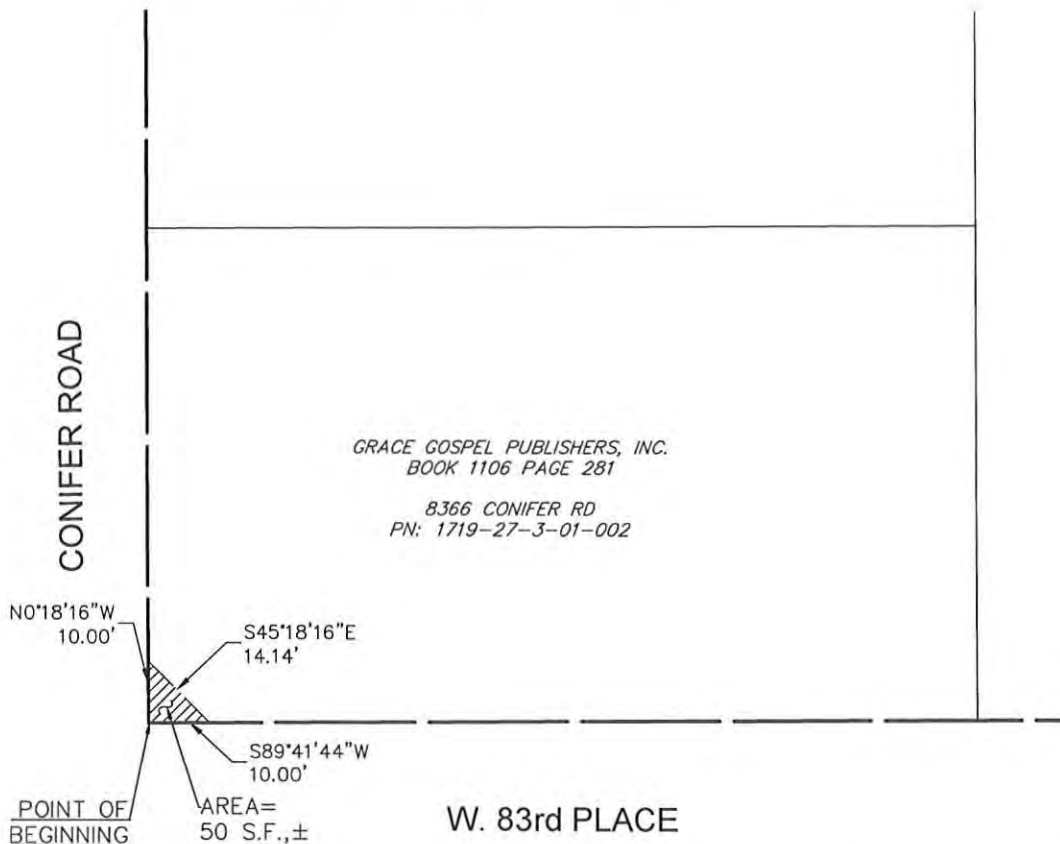 CONIFER ROAD
GRACE GOSPEL PUBLISHERS, INC.
BOOK 1106 PAGE 281
8366 CONIFER RD
PN: 1719-27-3-01-002
N0°18'16"W
10.00'
S45°18'16"E
14.14'
S89°41'44"W
10.00'
POINT OF
BEGINNING
AREA=
50 S.F.,±
W. 83rd PLACE